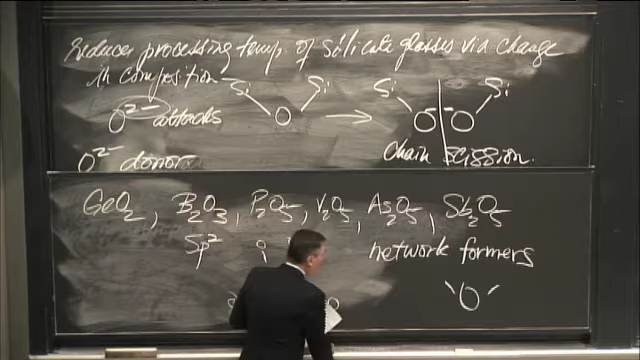 reduces processing temp. of silicate glasses via change
in composition
Si Si Si Si
O²⁻ attacks O → O⁻ ⁻O
O²⁻ donor chain scission.
GeO₂, B₂O₃, P₂O₅, V₂O₅, As₂O₅, Sb₂O₅
sp² network formers
O